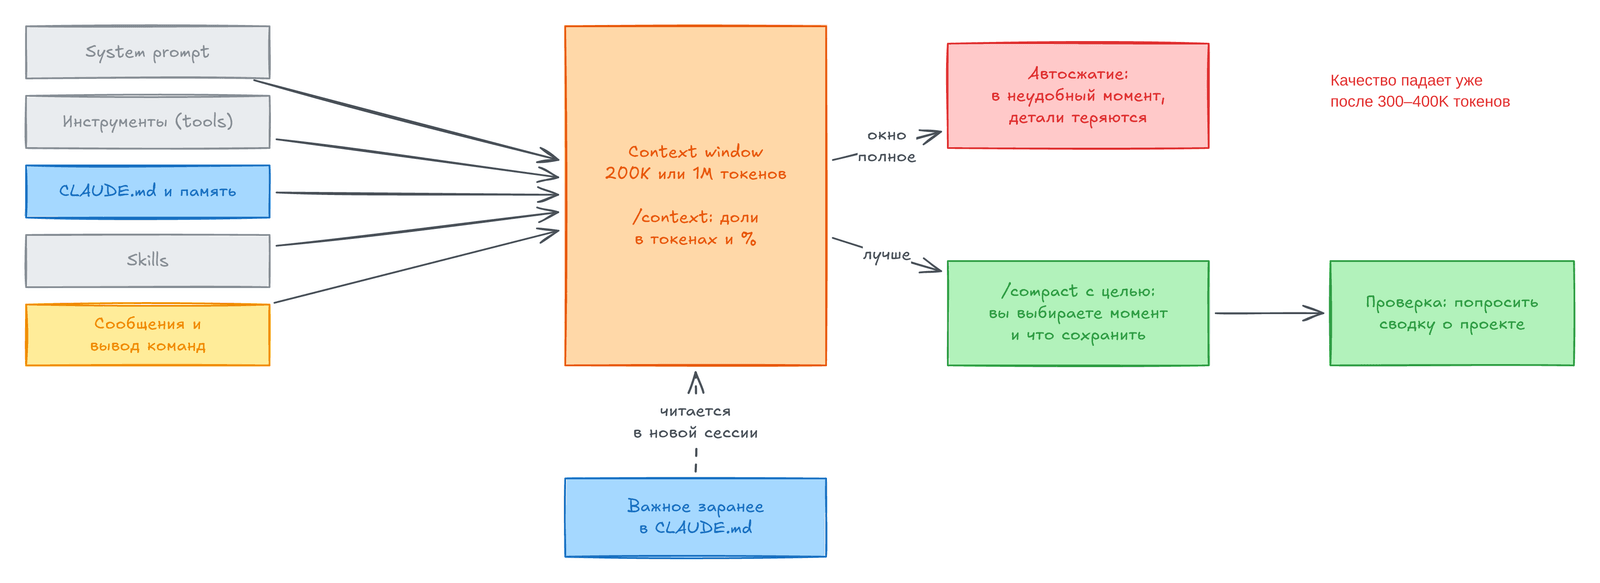 System prompt
Инструменты (tools)
CLAUDE.md и память
Skills
Сообщения и
вывод команд
Context window
200K или 1M токенов
/context: доли
в токенах и %
окно
полное
лучше
Автосжатие:
в неудобный момент,
детали теряются
Качество падает уже
после 300–400K токенов
/compact с целью:
вы выбираете момент
и что сохранить
Проверка: попросить
сводку о проекте
читается
в новой сессии
Важное заранее
в CLAUDE.md